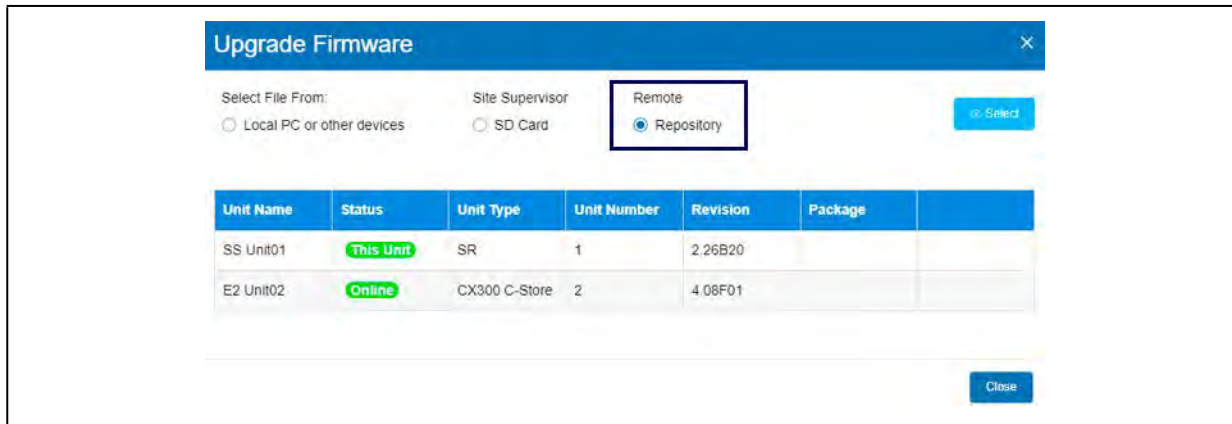 Upgrade Firmware
Select File From: Site Supervisor Remote
Local PC or other devices SD Card Repository
Select
Unit Name Status Unit Type Unit Number Revision Package
SS Unit01 This Unit SR 1 2.26B20
E2 Unit02 Online CX300 C-Store 2 4.08F01
Close